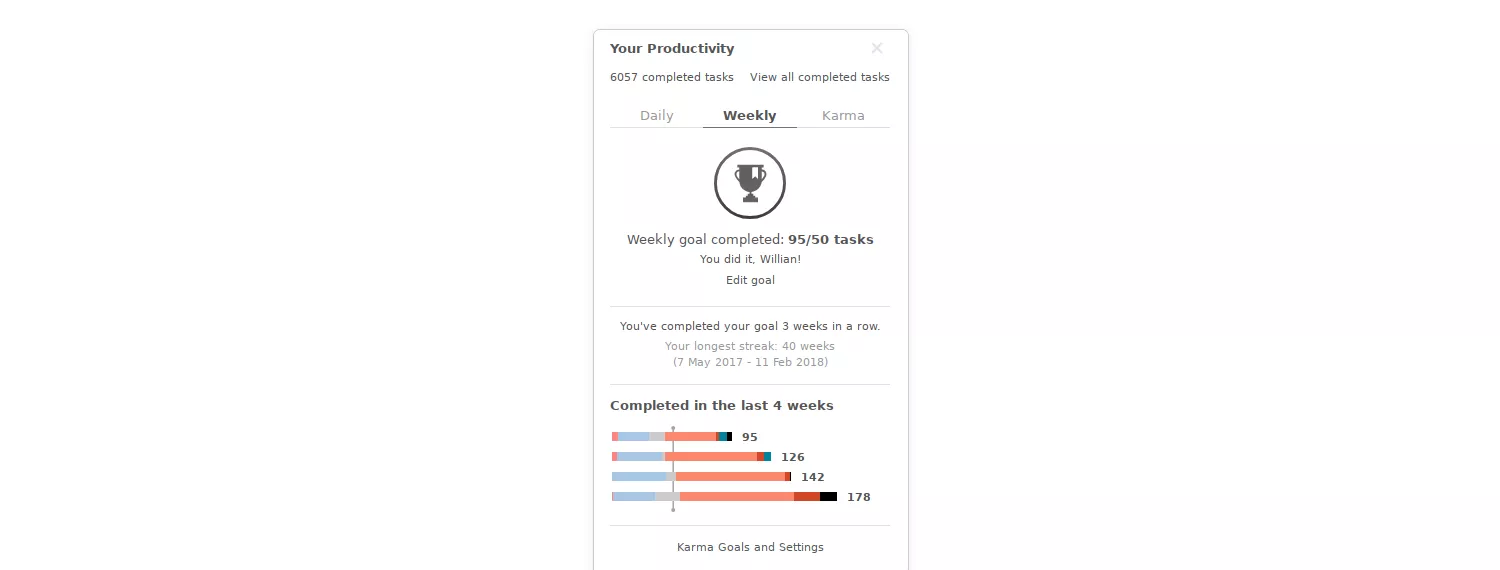 Your Productivity
6057 completed tasks View all completed tasks
Daily Weekly Karma
Weekly goal completed: 95/50 tasks
You did it, Willian!
Edit goal
You've completed your goal 3 weeks in a row.
Your longest streak: 40 weeks
(7 May 2017 - 11 Feb 2018)
Completed in the last 4 weeks
95
126
142
178
Karma Goals and Settings